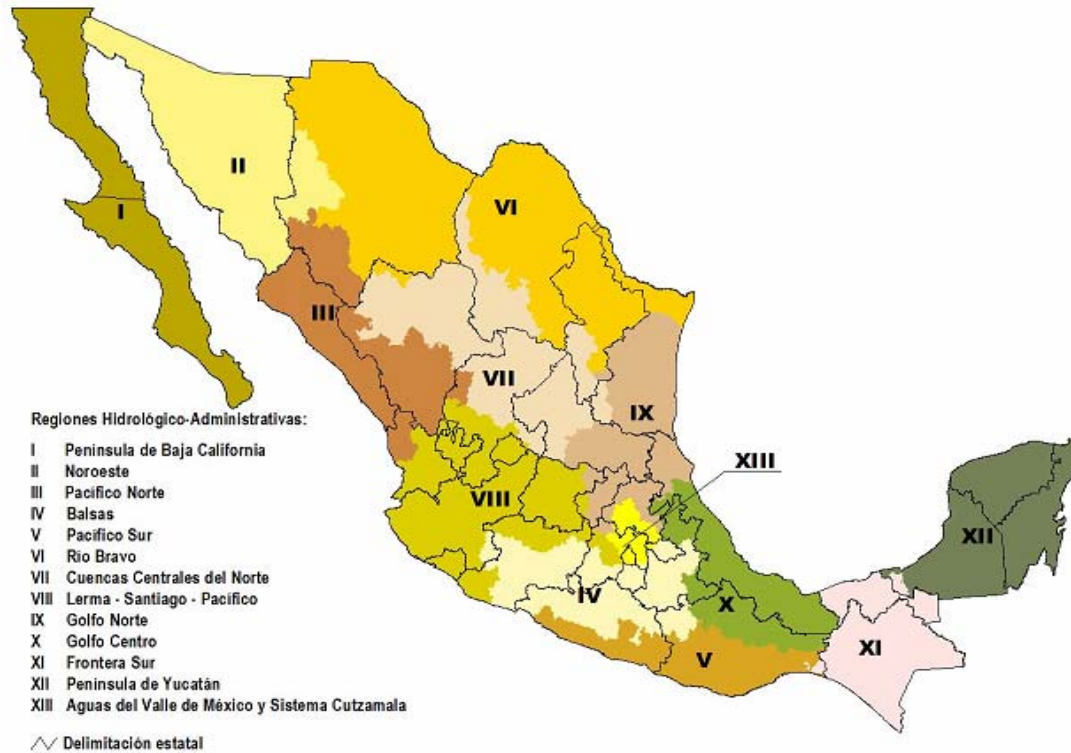 II
I
VI
III
VII
IX
XIII
VIII
XII
IV
X
XI
V
Regiones Hidrológico-Administrativas:
I Península de Baja California
II Noroeste
III Pacífico Norte
IV Balsas
V Pacífico Sur
VI Río Bravo
VII Cuencas Centrales del Norte
VIII Lerma - Santiago - Pacífico
IX Golfo Norte
X Golfo Centro
XI Frontera Sur
XII Península de Yucatán
XIII Aguas del Valle de México y Sistema Cutzamala
Delimitación estatal